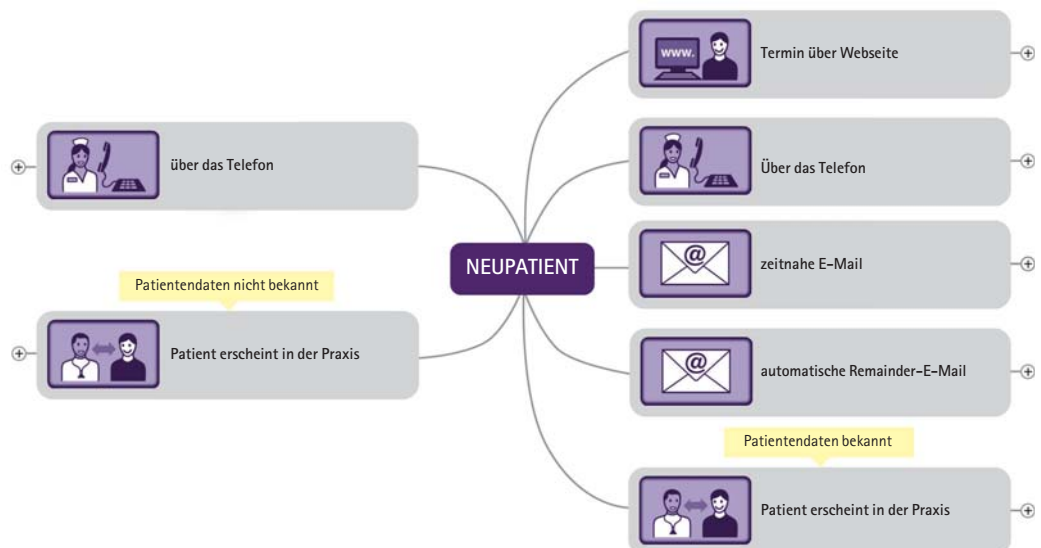 über das Telefon
Patientendaten nicht bekannt
Patient erscheint in der Praxis
NEUPATIENT
www.
Termin über Webseite
Über das Telefon
@
zeitnahe E-Mail
@
automatische Remainder-E-Mail
Patientendaten bekannt
Patient erscheint in der Praxis